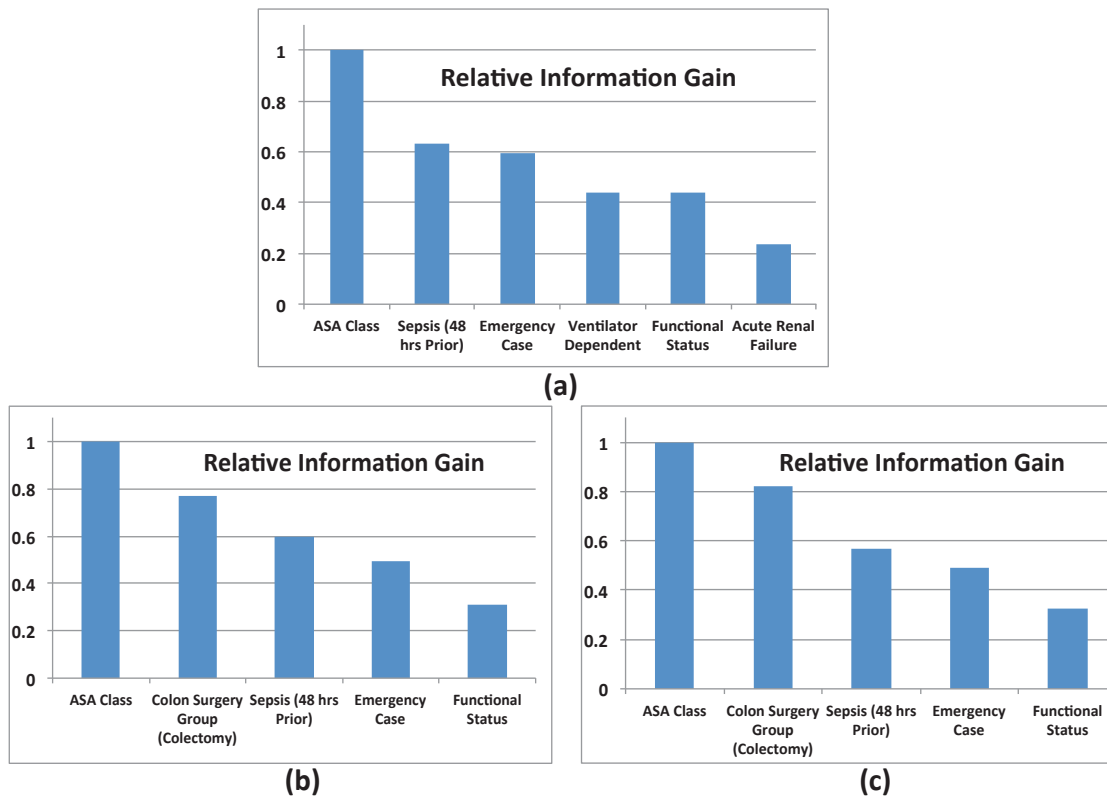 Relative Information Gain
1
0.8
0.6
0.4
0.2
0
ASA Class
Sepsis (48
hrs Prior)
Emergency
Case
Ventilator
Dependent
Functional
Status
Acute Renal
Failure
(a)
Relative Information Gain
1
0.8
0.6
0.4
0.2
0
ASA Class
Colon Surgery
Group
(Colectomy)
Sepsis (48 hrs
Prior)
Emergency
Case
Functional
Status
(b)
Relative Information Gain
1
0.8
0.6
0.4
0.2
0
ASA Class
Colon Surgery
Group
(Colectomy)
Sepsis (48 hrs
Prior)
Emergency
Case
Functional
Status
(c)